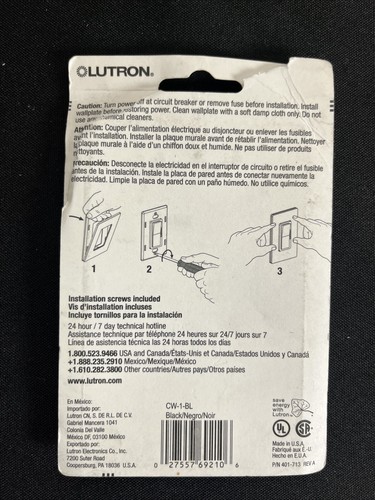 LUTRON®
Caution: Turn power off at circuit breaker or remove fuse before installation. Install
wallplate before restoring power. Clean wallplate with a soft damp cloth only. Do not
use any chemical cleaners.
Attention: Couper l'alimentation électrique au disjoncteur ou enlever les fusibles
avant l'installation. Installer la plaque murale avant de rétablir l'alimentation. Nettoyer
la plaque murale à l'aide d'un chiffon doux et humide. Ne pas utiliser de produits
nettoyants.
Precaución: Desconecte la electricidad en el interruptor de circuito o retire el fusible
antes de la instalación. Instale la placa de pared antes de conectar nuevamente la
electricidad. Limpie la placa de pared con un paño húmedo. No utilice químicos.
1
2
3
Installation screws included
Vis d'installation incluses
Incluye tornillos para la instalación
24 hour / 7 day technical hotline
Assistance technique par téléphone 24 heures sur 24/7 jours sur 7
Línea de asistencia técnica las 24 horas todos los días
1.800.523.9466 USA and Canada/États-Unis et Canada/Estados Unidos y Canadá
+1.888.235.2910 Mexico/Mexique/México
+1.610.282.3800 Other countries/Autres pays/Otros países
www.lutron.com
En México:
Importado por:
Lutron CN, S. DE R.L. DE C.V.
Gabriel Mancera 1041
Colonia Del Valle
México DF, 03100 México
Exportado por:
Lutron Electronics Co., Inc.
7200 Suter Road
Coopersburg, PA 18036 U.S.A.
CW-1-BL
Black/Negro/Noir
0 27557 69210 6
save
energy
with
Lutron
UL
SA
Made in U.S.A.
Fabriqué aux É.-U.
Hecho en E.U.A.
P/N 401-713 REV A